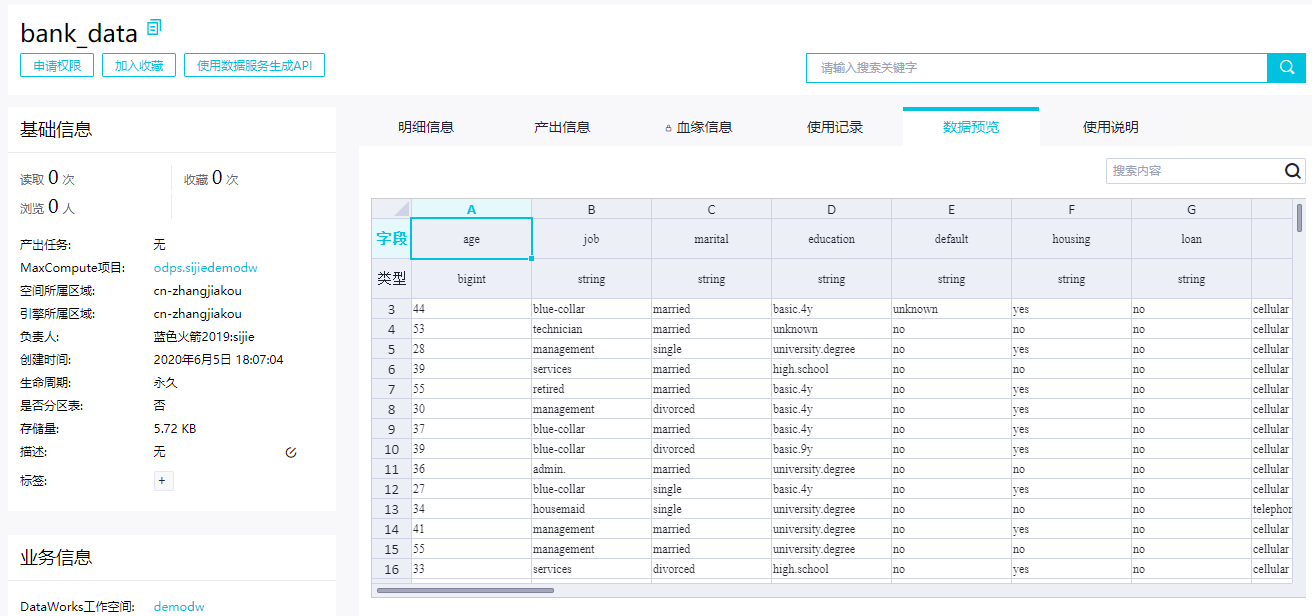 bank_data
申请权限 加入收藏 使用数据服务生成API
请输入搜索关键字
基础信息
读取 0 次 收藏 0 次
浏览 0 人
产出任务: 无
MaxCompute项目: odps.sijiedemodw
空间所属区域: cn-zhangjiakou
引擎所属区域: cn-zhangjiakou
负责人: 蓝色火箭2019:sijie
创建时间: 2020年6月5日 18:07:04
生命周期: 永久
是否分区表: 否
存储量: 5.72 KB
描述: 无
标签: +
业务信息
DataWorks工作空间: demodw
明细信息 产出信息 血缘信息 使用记录 数据预览 使用说明
搜索内容
A B C D E F G
字段 age job marital education default housing loan
类型 bigint string string string string string string
3 44 blue-collar married basic.4y unknown yes no cellular
4 53 technician married unknown no no no cellular
5 28 management single university.degree no yes no cellular
6 39 services married high.school no no no cellular
7 55 retired married basic.4y no yes no cellular
8 30 management divorced basic.4y no yes no cellular
9 37 blue-collar married basic.4y no yes no cellular
10 39 blue-collar divorced basic.9y no yes no cellular
11 36 admin. married university.degree no no no cellular
12 27 blue-collar single basic.4y no yes no cellular
13 34 housemaid single university.degree no no no telephon
14 41 management married university.degree no yes no cellular
15 55 management married university.degree no no no cellular
16 33 services divorced high.school no yes no cellular